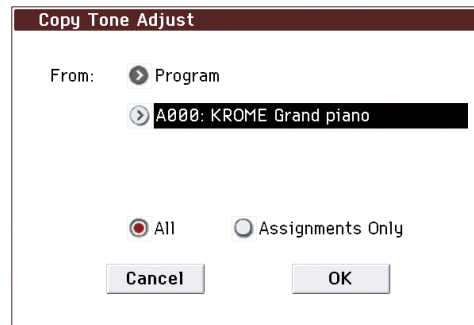 Copy Tone Adjust
From: Program
A000: KROME Grand piano
All Assignments Only
Cancel OK